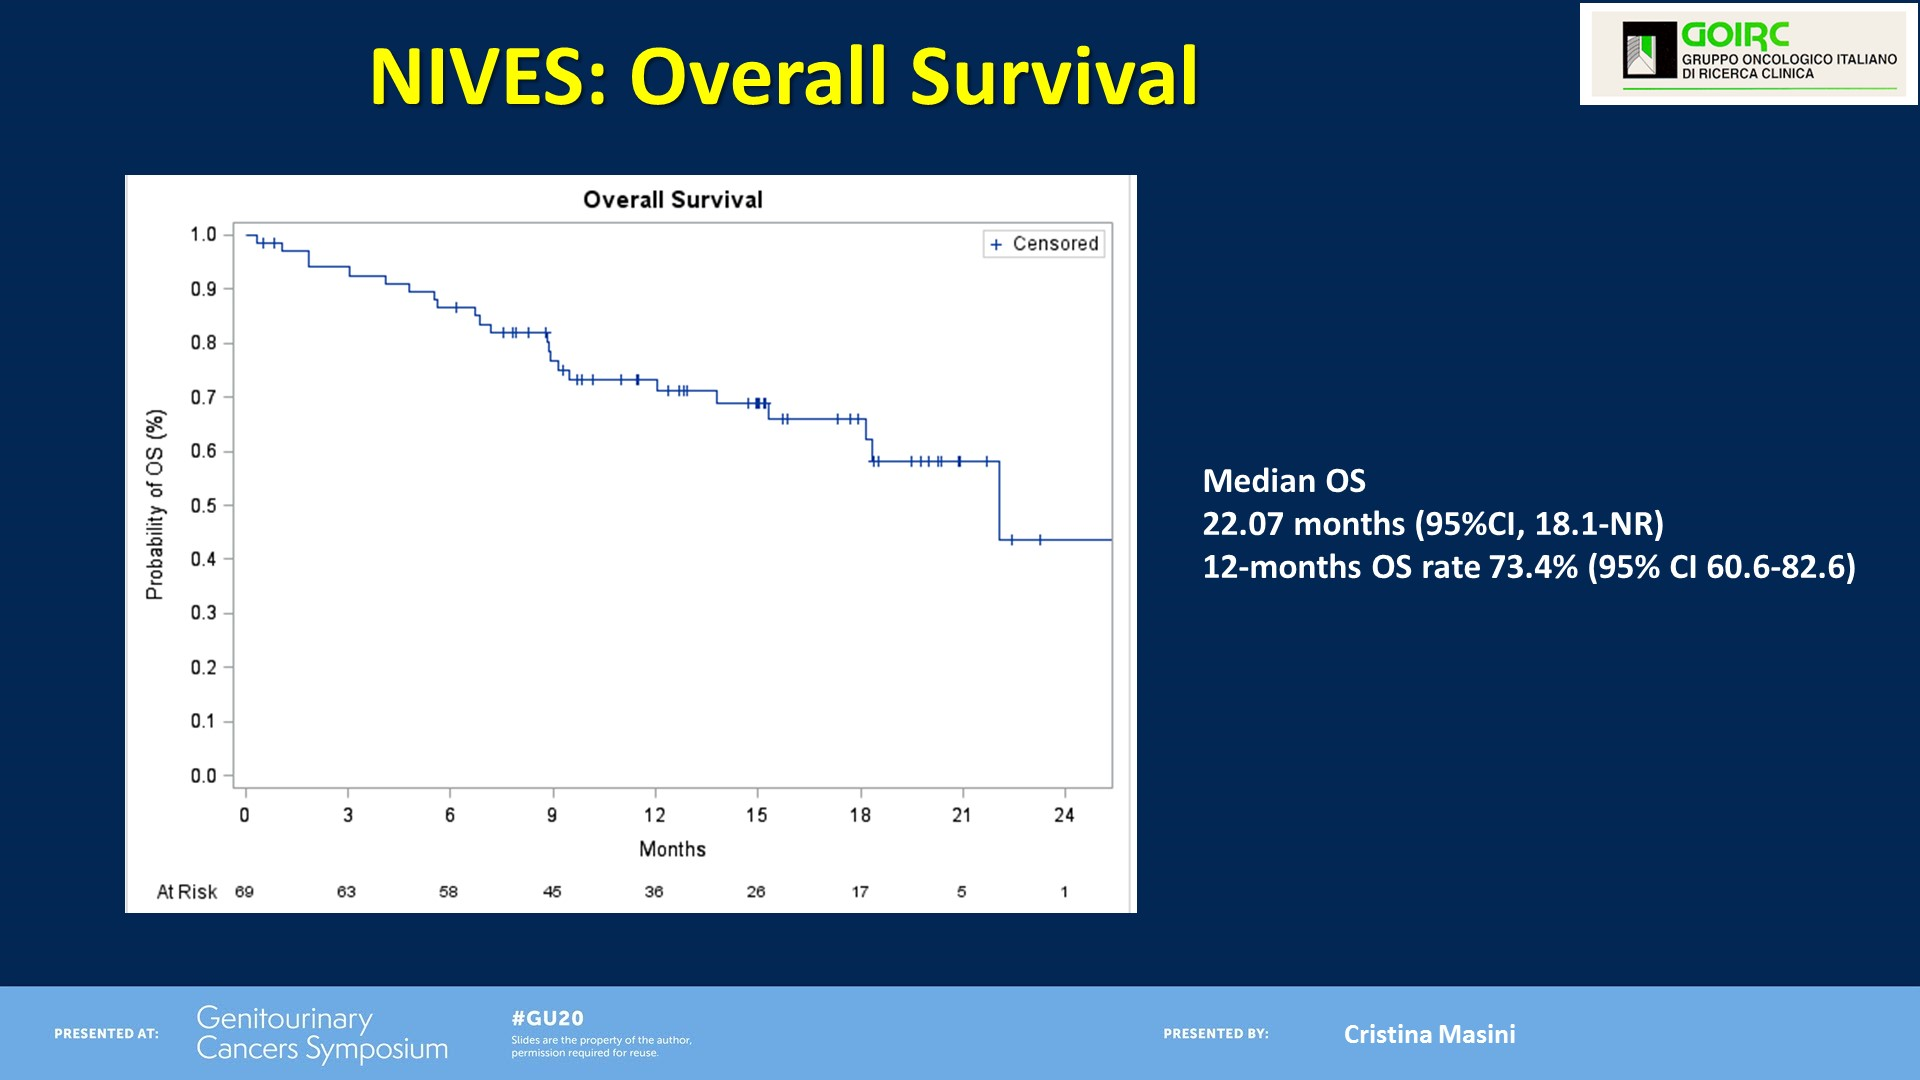 NIVES: Overall Survival
GOIRC
GRUPPO ONCOLOGICO ITALIANO
DI RICERCA CLINICA
Overall Survival
+ Censored
1.0
0.9
0.8
0.7
0.6
0.5
0.4
0.3
0.2
0.1
0.0
Probability of OS (%)
0 3 6 9 12 15 18 21 24
Months
At Risk 69 63 58 45 36 26 17 5 1
Median OS
22.07 months (95%CI, 18.1-NR)
12-months OS rate 73.4% (95% CI 60.6-82.6)
PRESENTED AT:
Genitourinary
Cancers Symposium
#GU20
Slides are the property of the author,
permission required for reuse.
PRESENTED BY:
Cristina Masini